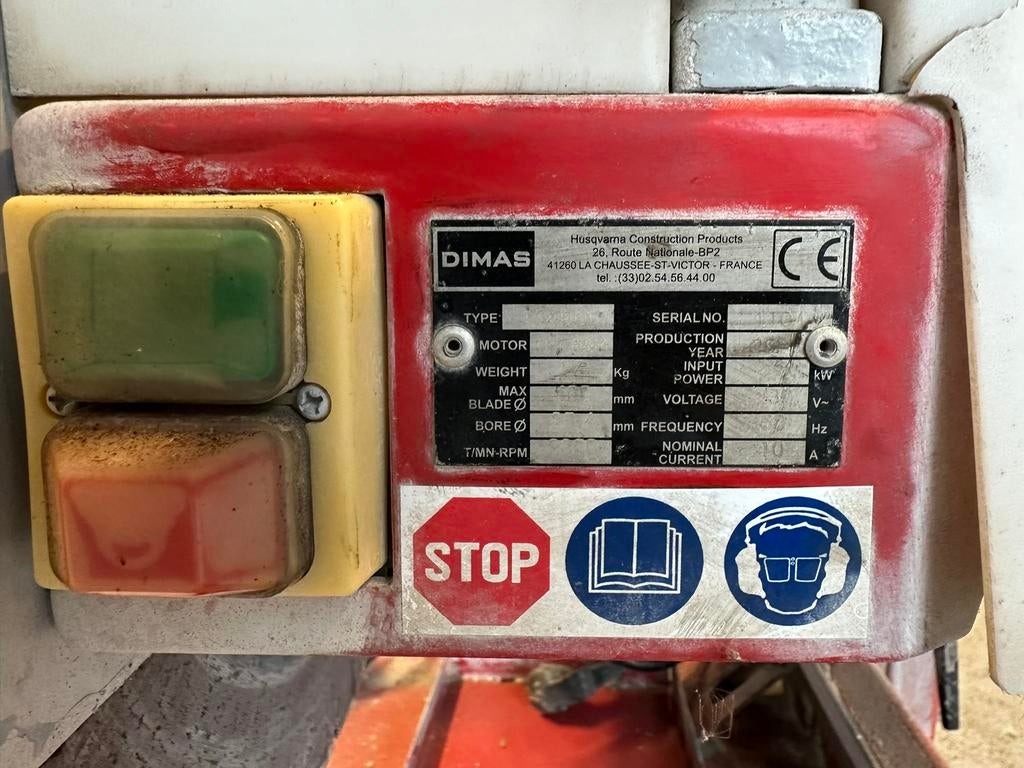 DIMAS
Husqvarna Construction Products
26, Route Nationale-BP2
41260 LA CHAUSSEE-ST-VICTOR - FRANCE
tel. :(33)02.54.56.44.00
CE
TYPE
MOTOR
WEIGHT Kg
MAX
BLADE Ø mm
BORE Ø mm
T/MN-RPM
SERIAL NO.
PRODUCTION
YEAR
INPUT
POWER kW
VOLTAGE V~
FREQUENCY Hz
NOMINAL
CURRENT 10 A
STOP